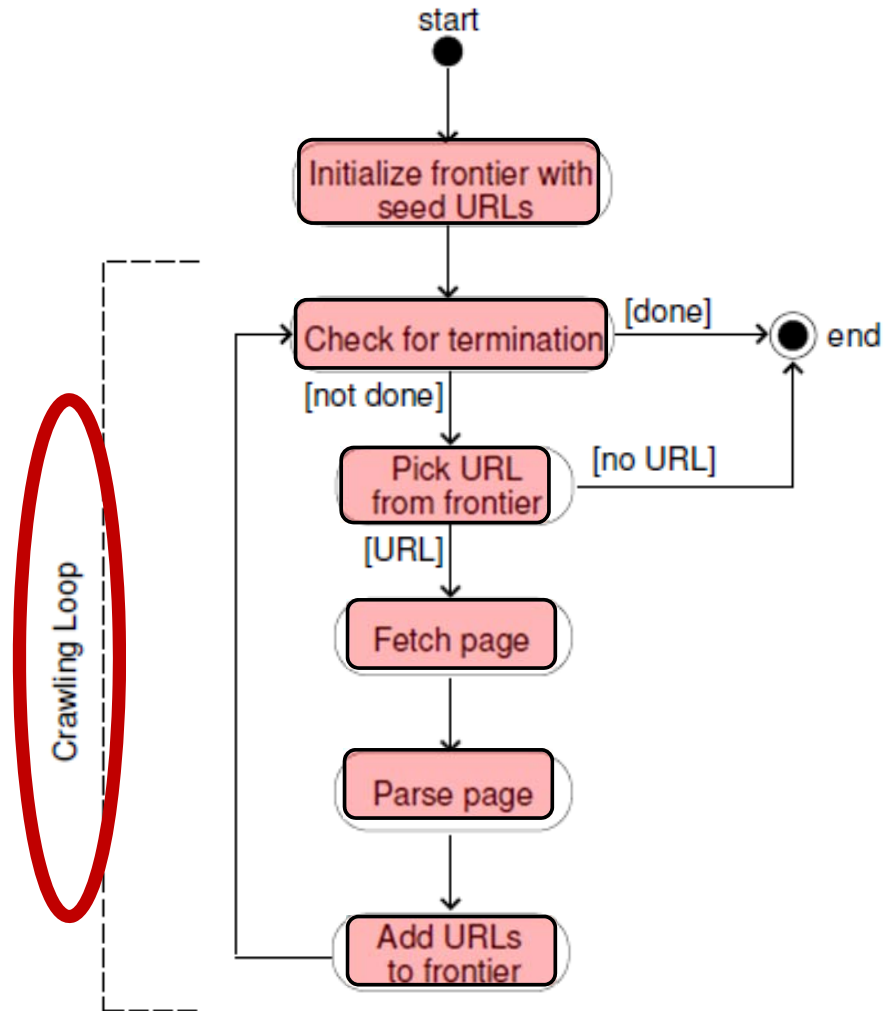 start
Initialize frontier with
seed URLs
Check for termination
[done]
end
[not done]
Pick URL
from frontier
[no URL]
[URL]
Fetch page
Crawling Loop
Parse page
Add URLs
to frontier